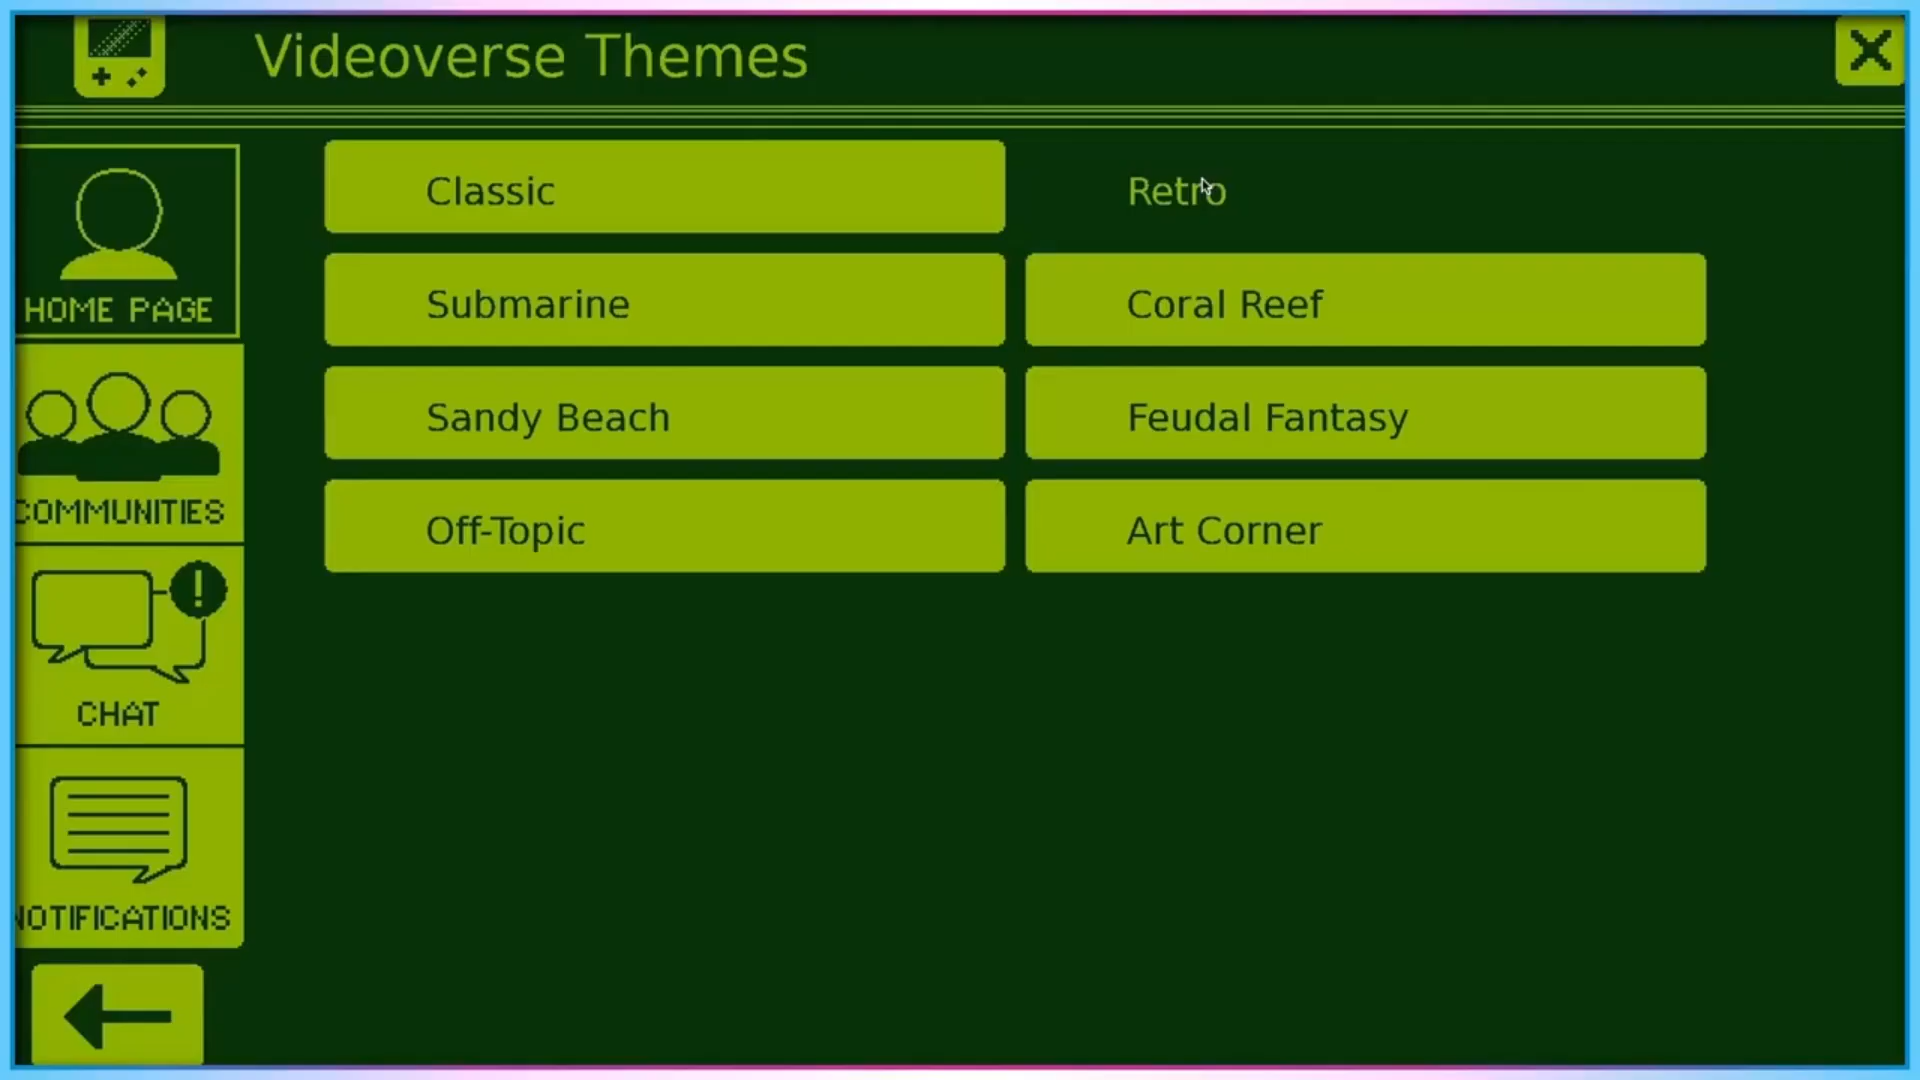 Videoverse Themes
Classic
Retro
Submarine
Coral Reef
Sandy Beach
Feudal Fantasy
Off-Topic
Art Corner
HOME PAGE
COMMUNITIES
!
CHAT
NOTIFICATIONS